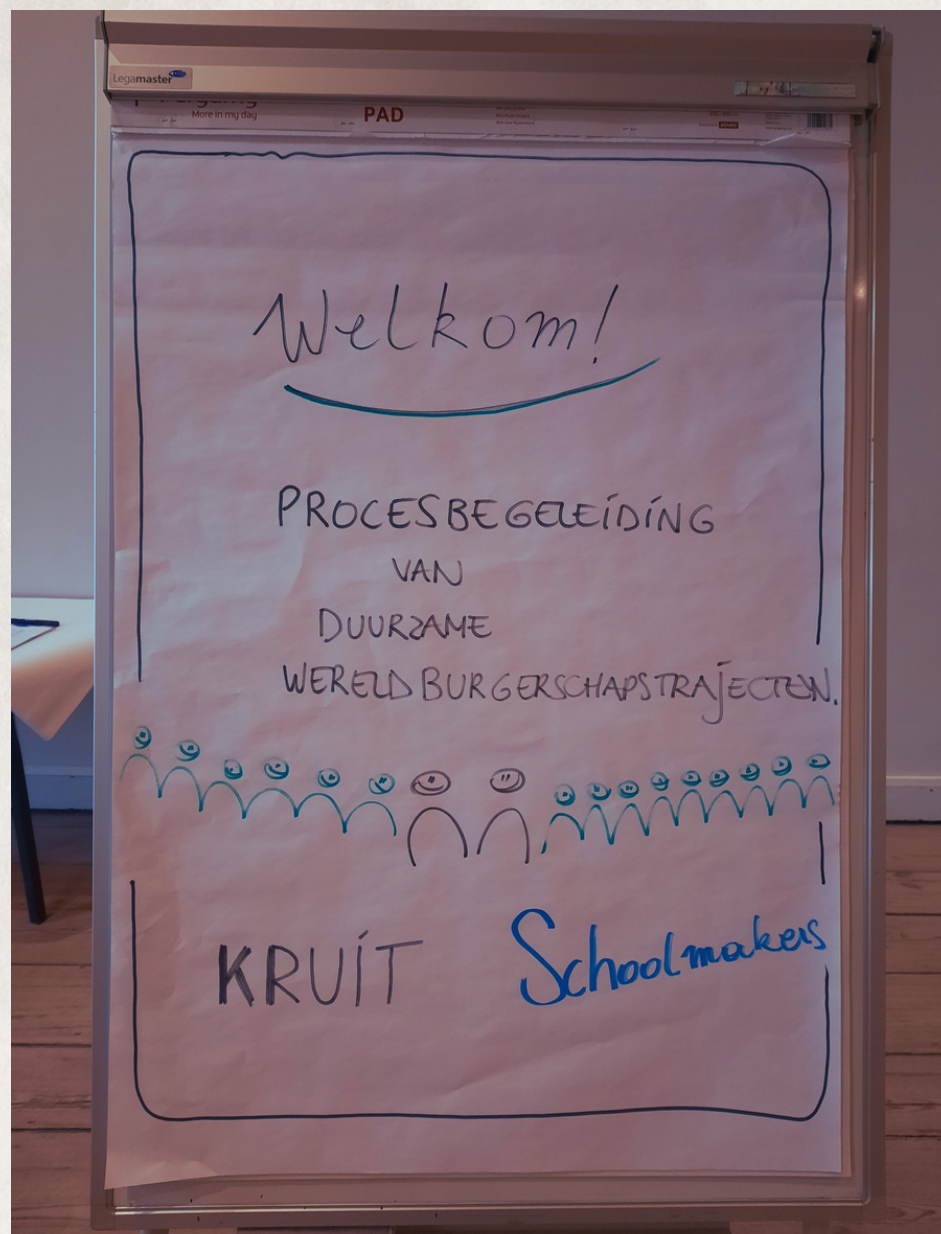 Legamaster
More in my day
PAD
Welkom!
PROCESBEGELEIDING
VAN
DUURZAME
WERELDBURGERSCHAPSTRAJECTEN.
KRUIT
Schoolmakers